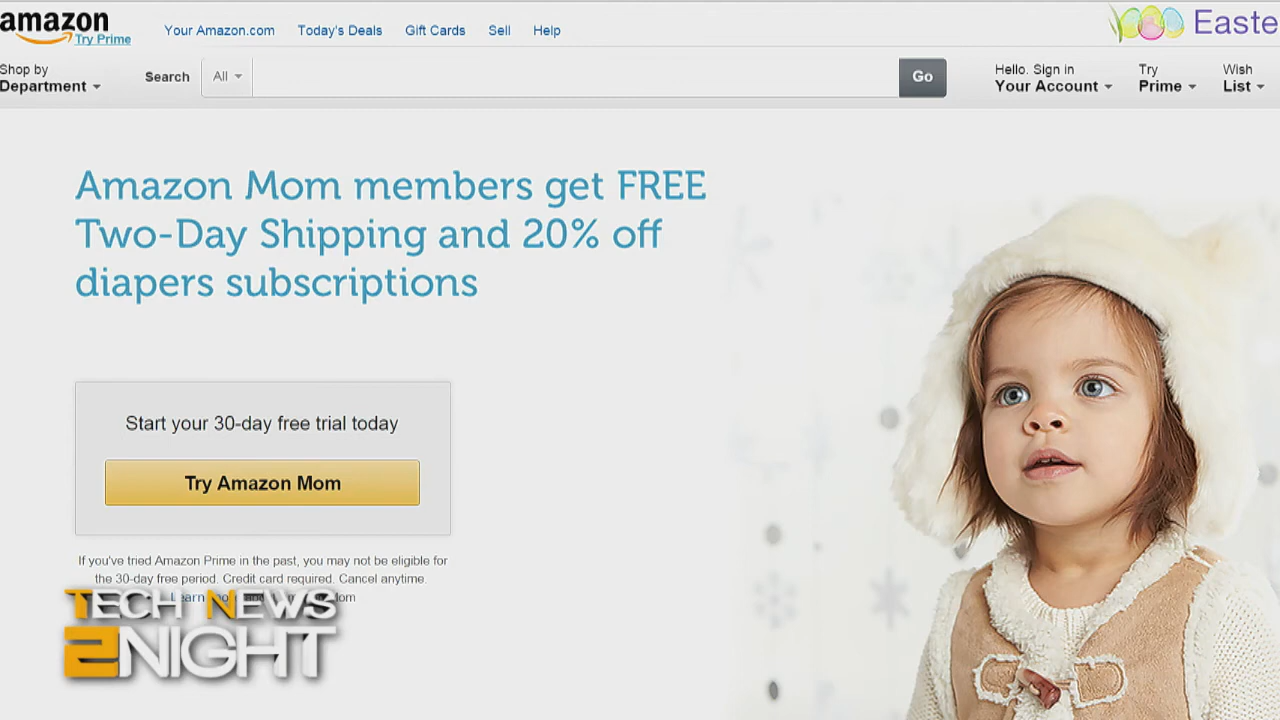 amazon
Try Prime
Your Amazon.com
Today's Deals
Gift Cards
Sell
Help
Easte
Shop by
Department
Search
All
Go
Hello. Sign in
Your Account
Try
Prime
Wish
List
Amazon Mom members get FREE
Two-Day Shipping and 20% off
diapers subscriptions
Start your 30-day free trial today
Try Amazon Mom
If you've tried Amazon Prime in the past, you may not be eligible for
the 30-day free period. Credit card required. Cancel anytime.
Learn
TECH NEWS
2NIGHT